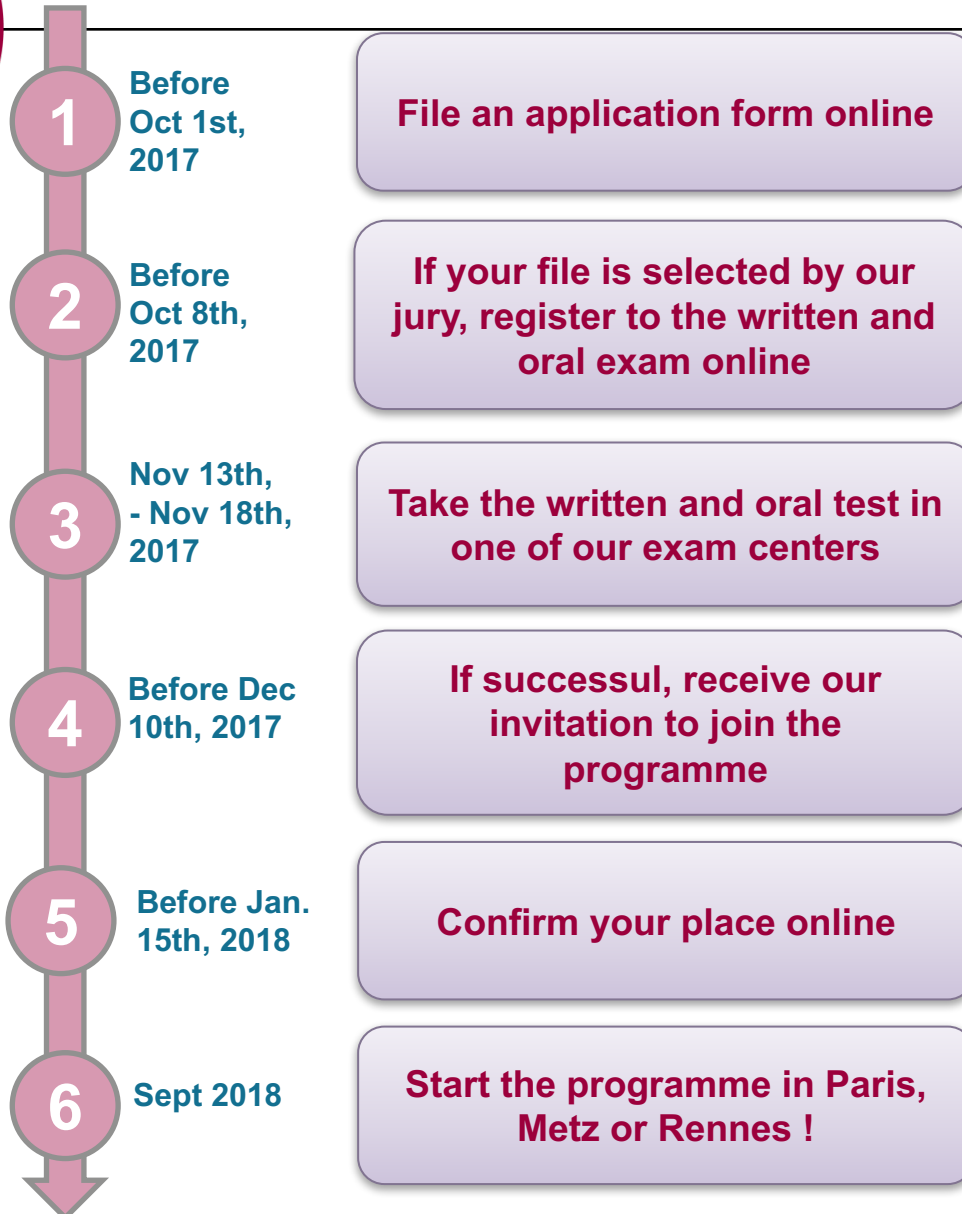 1
Before
Oct 1st,
2017
File an application form online
2
Before
Oct 8th,
2017
If your file is selected by our
jury, register to the written and
oral exam online
3
Nov 13th,
- Nov 18th,
2017
Take the written and oral test in
one of our exam centers
4
Before Dec
10th, 2017
If successul, receive our
invitation to join the
programme
5
Before Jan.
15th, 2018
Confirm your place online
6
Sept 2018
Start the programme in Paris,
Metz or Rennes !